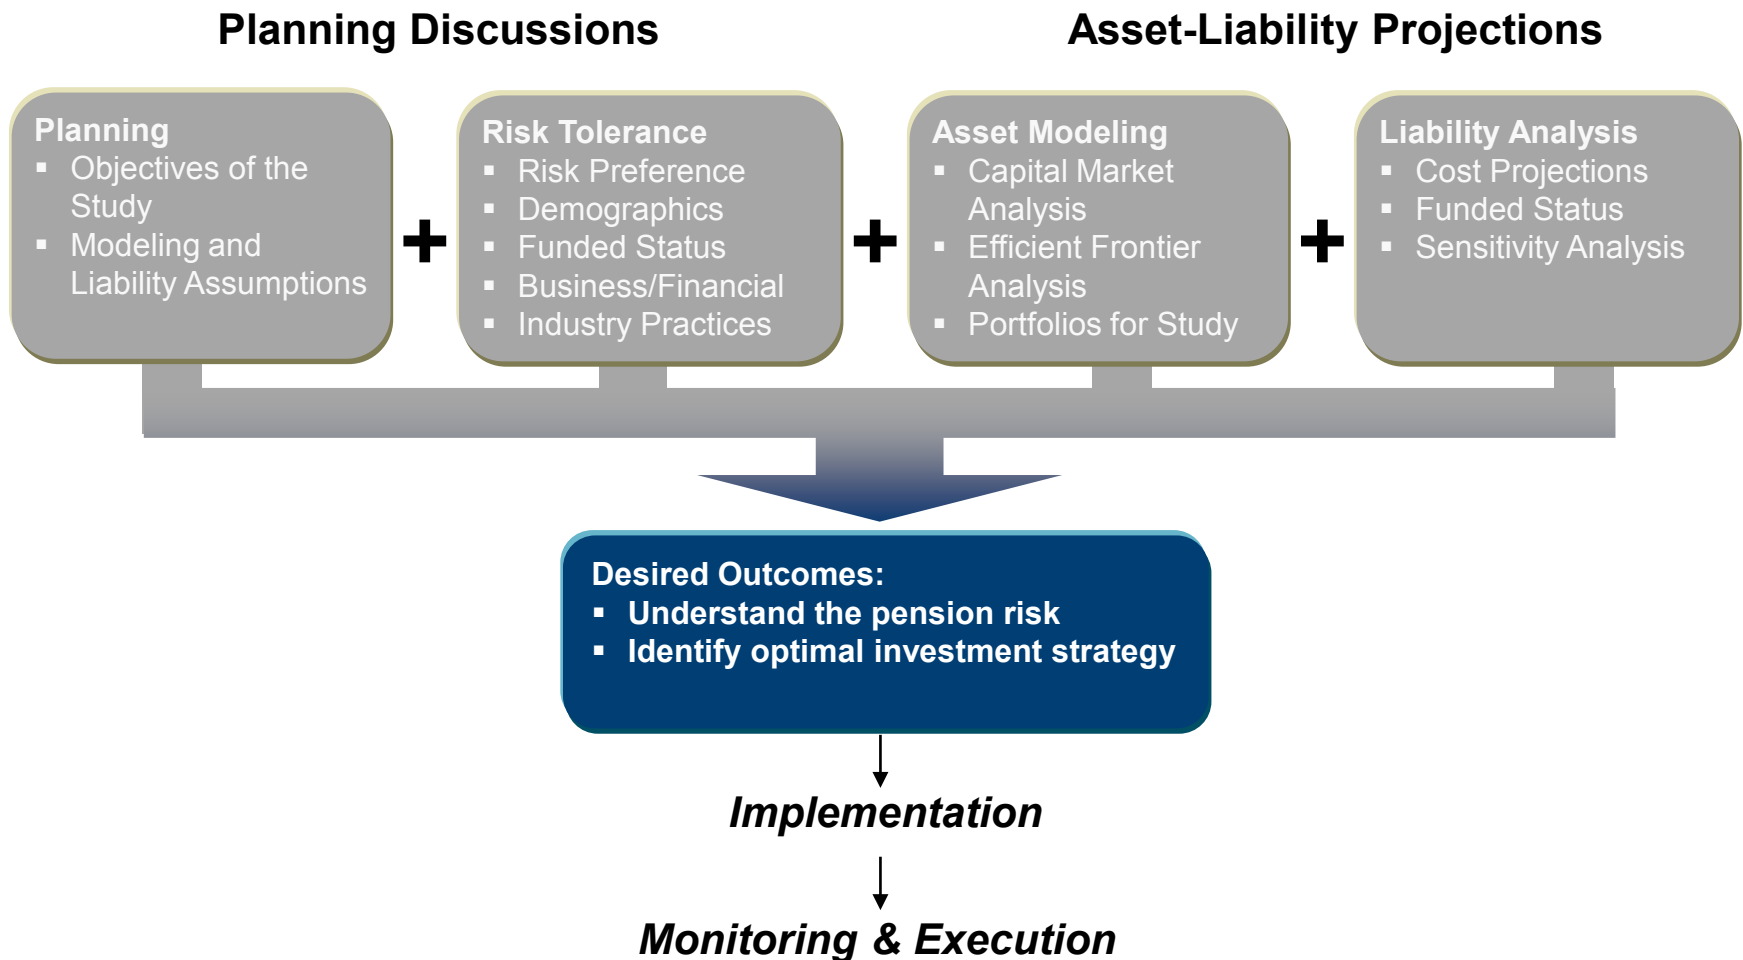 Planning Discussions
Asset-Liability Projections
Planning
▪ Objectives of the
Study
▪ Modeling and
Liability Assumptions
+
Risk Tolerance
▪ Risk Preference
▪ Demographics
▪ Funded Status
▪ Business/Financial
▪ Industry Practices
+
Asset Modeling
▪ Capital Market
Analysis
▪ Efficient Frontier
Analysis
▪ Portfolios for Study
+
Liability Analysis
▪ Cost Projections
▪ Funded Status
▪ Sensitivity Analysis
Desired Outcomes:
▪ Understand the pension risk
▪ Identify optimal investment strategy
Implementation
Monitoring & Execution